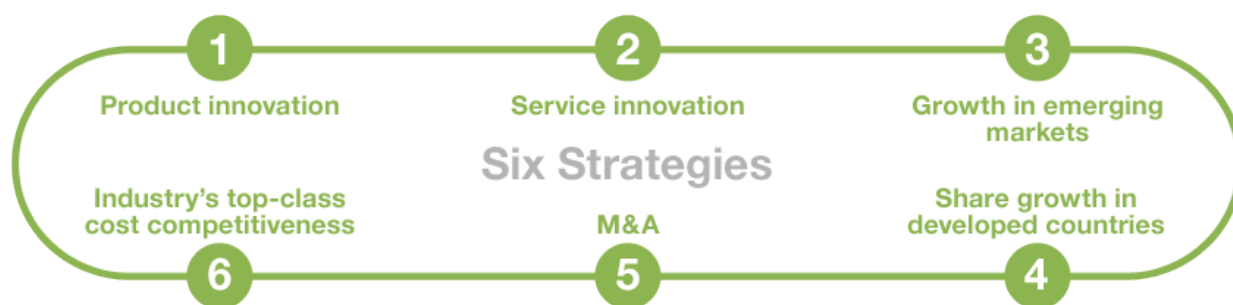 1
Product innovation
2
Service innovation
3
Growth in emerging
markets
Six Strategies
Share growth in
developed countries
4
M&A
5
Industry’s top-class
cost competitiveness
6